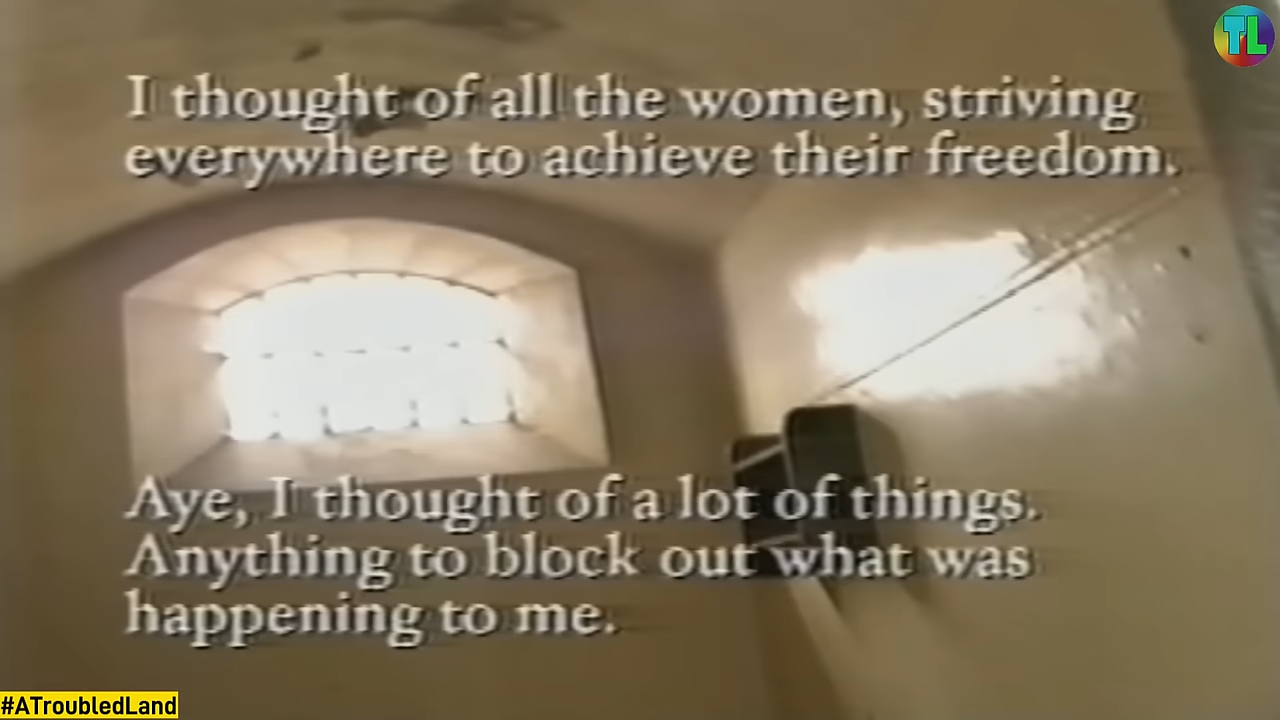 TL
I thought of all the women, striving
everywhere to achieve their freedom.
Aye, I thought of a lot of things.
Anything to block out what was
happening to me.
#ATroubledLand